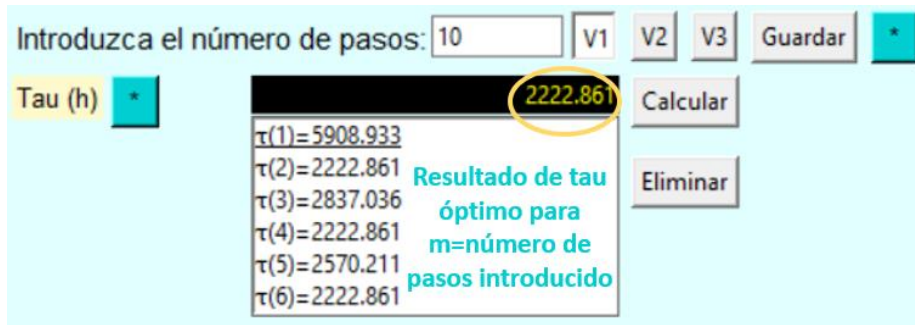 Introduzca el número de pasos: 10 V1 V2 V3 Guardar *
Tau (h) * 2222.861 Calcular
τ(1)=5908.933
τ(2)=2222.861
τ(3)=2837.036
τ(4)=2222.861
τ(5)=2570.211
τ(6)=2222.861
Resultado de tau
óptimo para
m=número de
pasos introducido
Eliminar